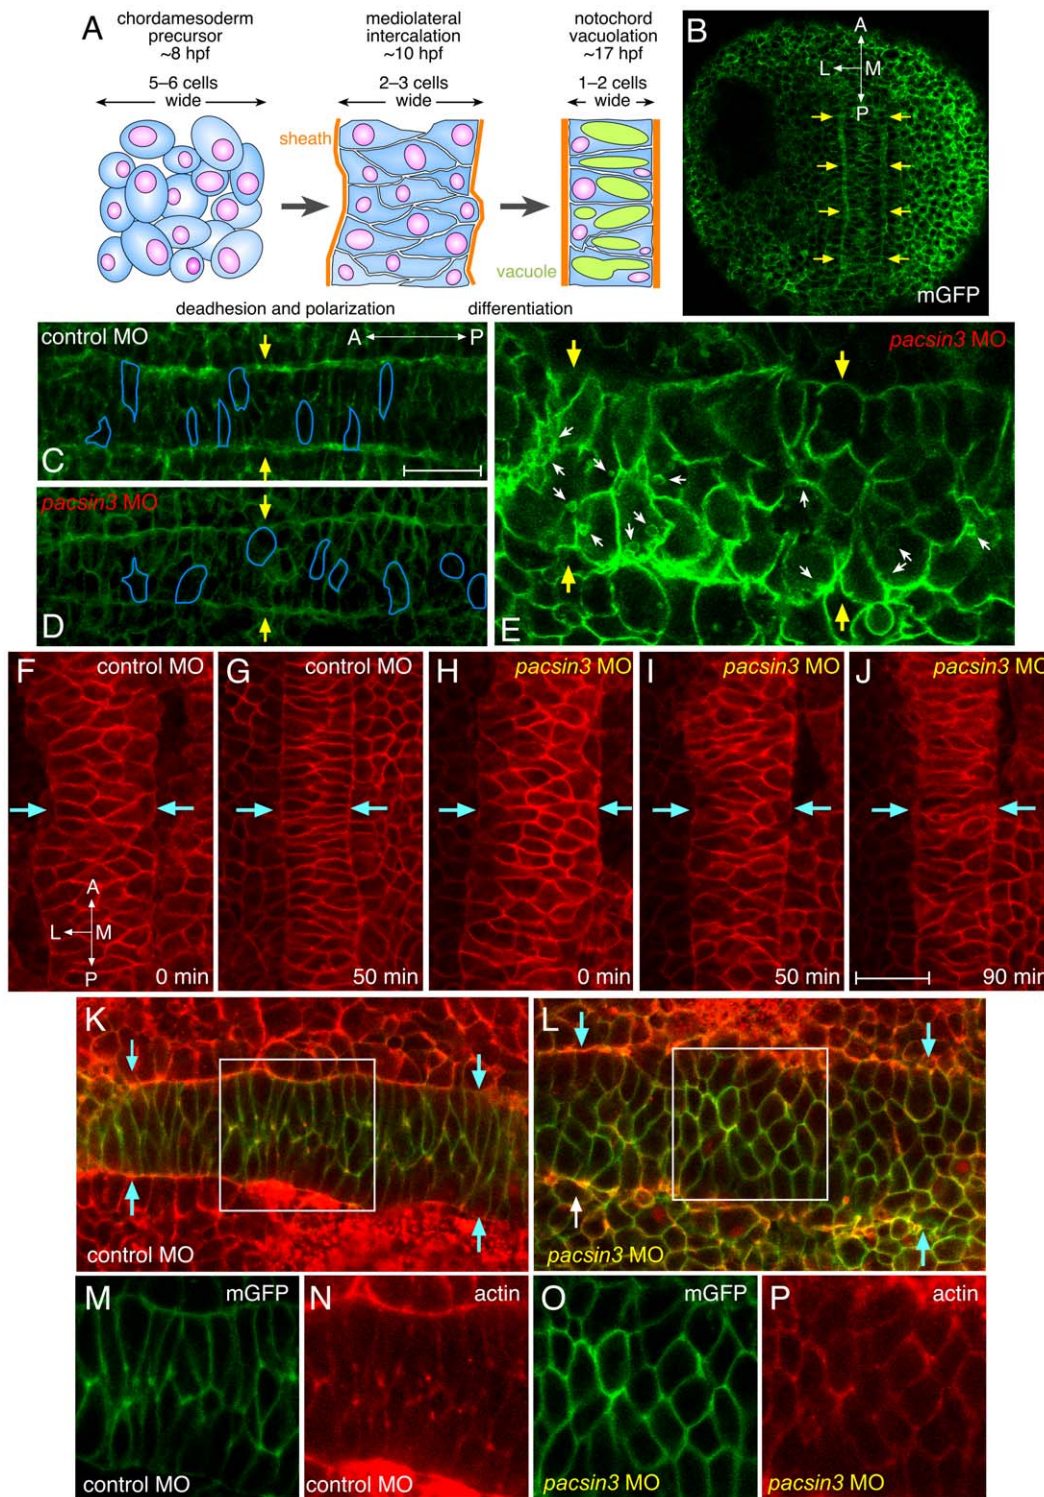 A
chordamesoderm
precursor
~8 hpf
mediolateral
intercalation
~10 hpf
notochord
vacuolation
~17 hpf
5–6 cells
wide
2–3 cells
wide
1–2 cells
wide
sheath
vacuole
deadhesion and polarization
differentiation
B
A
L
M
P
mGFP
control MO
A
P
C
pacsin3 MO
D
pacsin3 MO
E
F
control MO
A
L
M
P
0 min
G
control MO
50 min
H
pacsin3 MO
0 min
I
pacsin3 MO
50 min
J
pacsin3 MO
90 min
K
control MO
L
pacsin3 MO
M
mGFP
control MO
N
actin
control MO
O
mGFP
pacsin3 MO
P
actin
pacsin3 MO